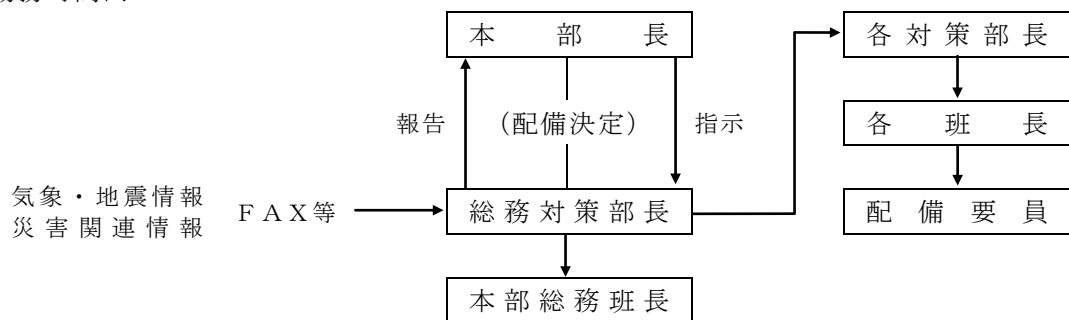 本部長
各対策部長
報告
(配備決定)
指示
各班長
気象・地震情報
災害関連情報
ＦＡＸ等
総務対策部長
配備要員
本部総務班長